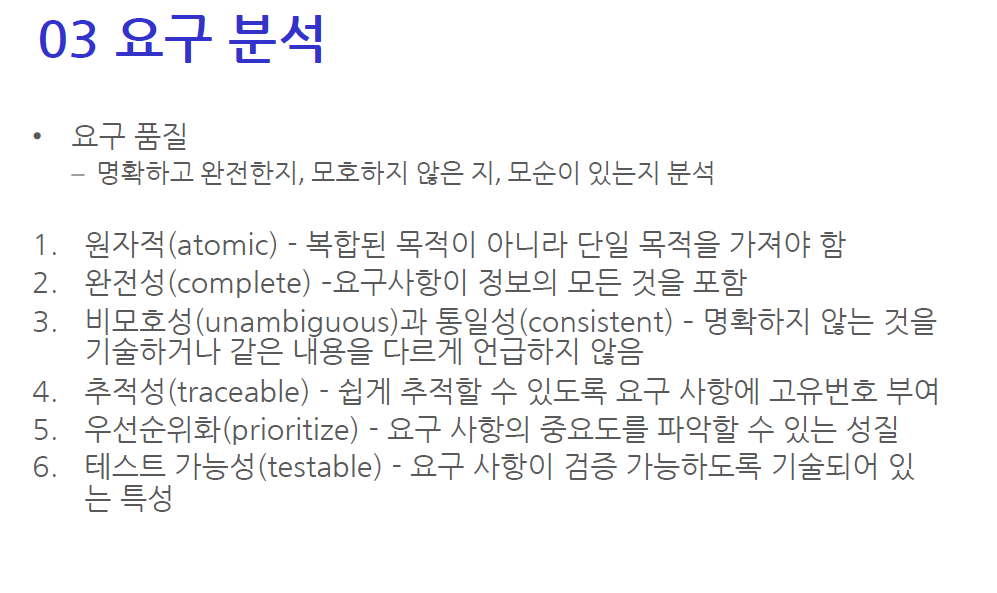 03 요구 분석
• 요구 품질
– 명확하고 완전한지, 모호하지 않은 지, 모순이 있는지 분석
1. 원자적(atomic) - 복합된 목적이 아니라 단일 목적을 가져야 함
2. 완전성(complete) -요구사항이 정보의 모든 것을 포함
3. 비모호성(unambiguous)과 통일성(consistent) – 명확하지 않는 것을
기술하거나 같은 내용을 다르게 언급하지 않음
4. 추적성(traceable) - 쉽게 추적할 수 있도록 요구 사항에 고유번호 부여
5. 우선순위화(prioritize) - 요구 사항의 중요도를 파악할 수 있는 성질
6. 테스트 가능성(testable) - 요구 사항이 검증 가능하도록 기술되어 있
는 특성